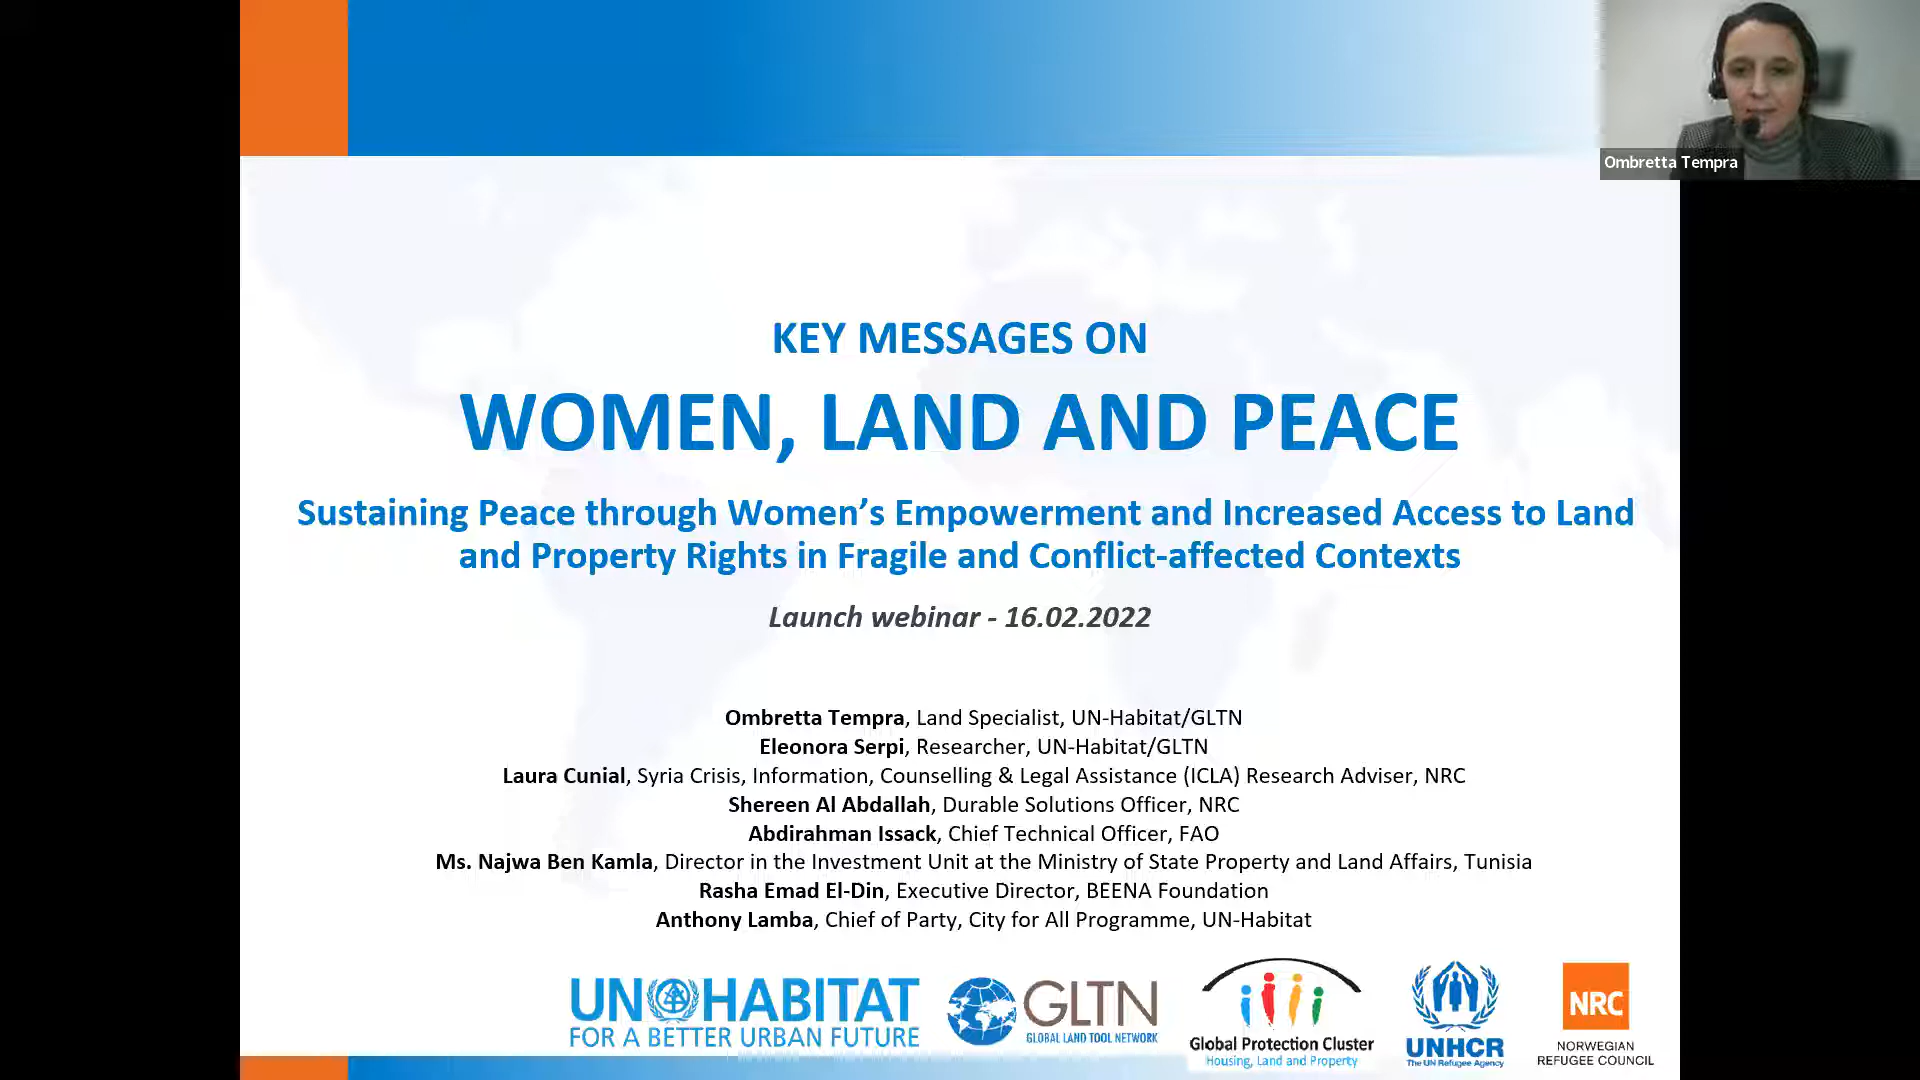 Ombretta Tempra
KEY MESSAGES ON
WOMEN, LAND AND PEACE
Sustaining Peace through Women's Empowerment and Increased Access to Land
and Property Rights in Fragile and Conflict-affected Contexts
Launch webinar - 16.02.2022
Ombretta Tempra, Land Specialist, UN-Habitat/GLTN
Eleonora Serpi, Researcher, UN-Habitat/GLTN
Laura Cunial, Syria Crisis, Information, Counselling & Legal Assistance (ICLA) Research Adviser, NRC
Shereen Al Abdallah, Durable Solutions Officer, NRC
Abdirahman Issack, Chief Technical Officer, FAO
Ms. Najwa Ben Kamla, Director in the Investment Unit at the Ministry of State Property and Land Affairs, Tunisia
Rasha Emad El-Din, Executive Director, BEENA Foundation
Anthony Lamba, Chief of Party, City for All Programme, UN-Habitat
UN HABITAT
FOR A BETTER URBAN FUTURE
GLTN
GLOBAL LAND TOOL NETWORK
Global Protection Cluster
Housing, Land and Property
UNHCR
The UN Refugee Agency
NRC
NORWEGIAN
REFUGEE COUNCIL